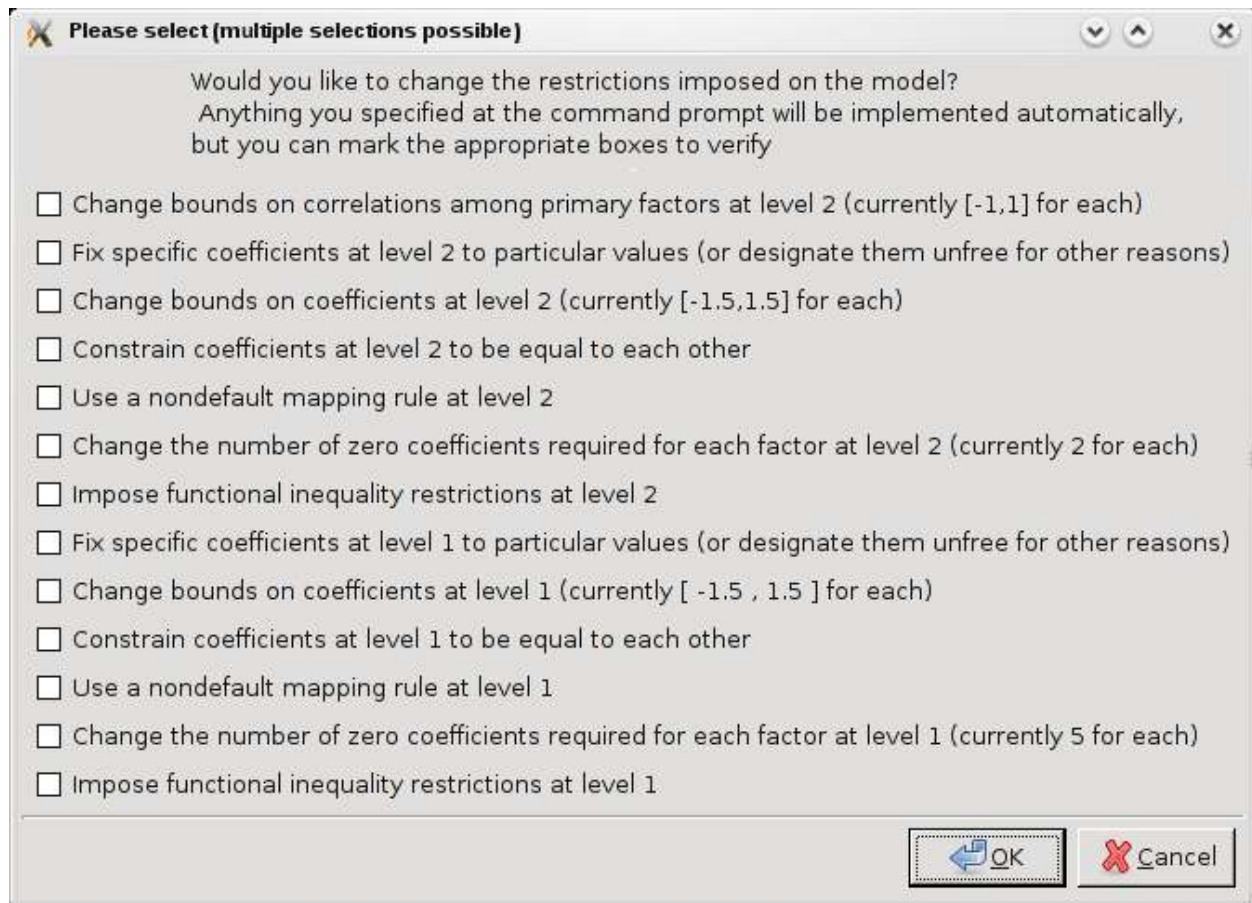 Please select (multiple selections possible)
Would you like to change the restrictions imposed on the model?
Anything you specified at the command prompt will be implemented automatically,
but you can mark the appropriate boxes to verify
Change bounds on correlations among primary factors at level 2 (currently [-1,1] for each)
Fix specific coefficients at level 2 to particular values (or designate them unfree for other reasons)
Change bounds on coefficients at level 2 (currently [-1.5,1.5] for each)
Constrain coefficients at level 2 to be equal to each other
Use a nondefault mapping rule at level 2
Change the number of zero coefficients required for each factor at level 2 (currently 2 for each)
Impose functional inequality restrictions at level 2
Fix specific coefficients at level 1 to particular values (or designate them unfree for other reasons)
Change bounds on coefficients at level 1 (currently [ -1.5 , 1.5 ] for each)
Constrain coefficients at level 1 to be equal to each other
Use a nondefault mapping rule at level 1
Change the number of zero coefficients required for each factor at level 1 (currently 5 for each)
Impose functional inequality restrictions at level 1
OK Cancel